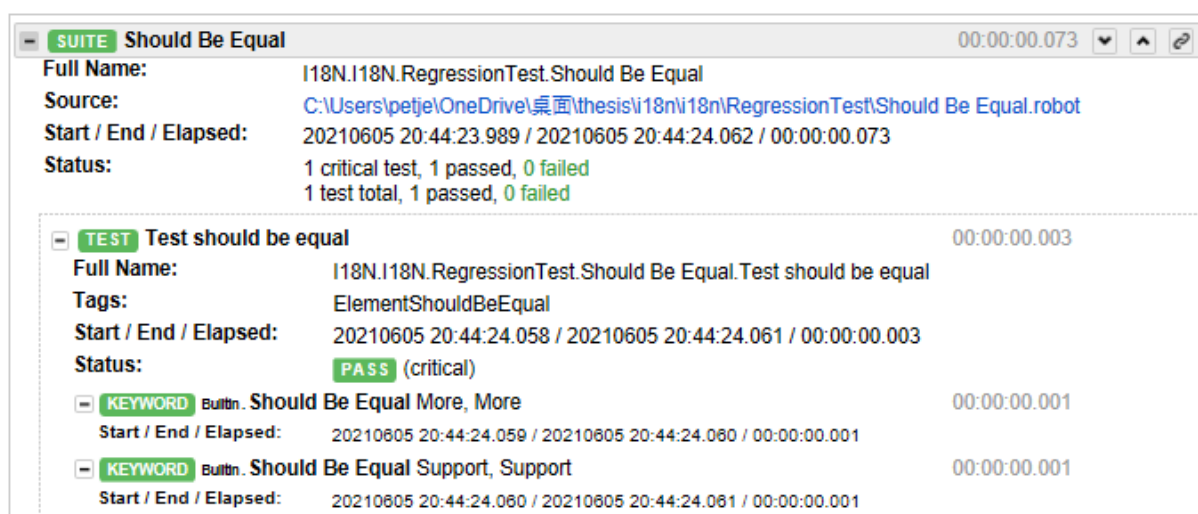 SUITE Should Be Equal 00:00:00.073
Full Name: I18N.I18N.RegressionTest.Should Be Equal
Source: C:\Users\petje\OneDrive\桌面\thesis\i18n\i18n\RegressionTest\Should Be Equal.robot
Start / End / Elapsed: 20210605 20:44:23.989 / 20210605 20:44:24.062 / 00:00:00.073
Status: 1 critical test, 1 passed, 0 failed
1 test total, 1 passed, 0 failed
TEST Test should be equal 00:00:00.003
Full Name: I18N.I18N.RegressionTest.Should Be Equal.Test should be equal
Tags: ElementShouldBeEqual
Start / End / Elapsed: 20210605 20:44:24.058 / 20210605 20:44:24.061 / 00:00:00.003
Status: PASS (critical)
KEYWORD BuiltIn. Should Be Equal More, More 00:00:00.001
Start / End / Elapsed: 20210605 20:44:24.059 / 20210605 20:44:24.060 / 00:00:00.001
KEYWORD BuiltIn. Should Be Equal Support, Support 00:00:00.001
Start / End / Elapsed: 20210605 20:44:24.060 / 20210605 20:44:24.061 / 00:00:00.001